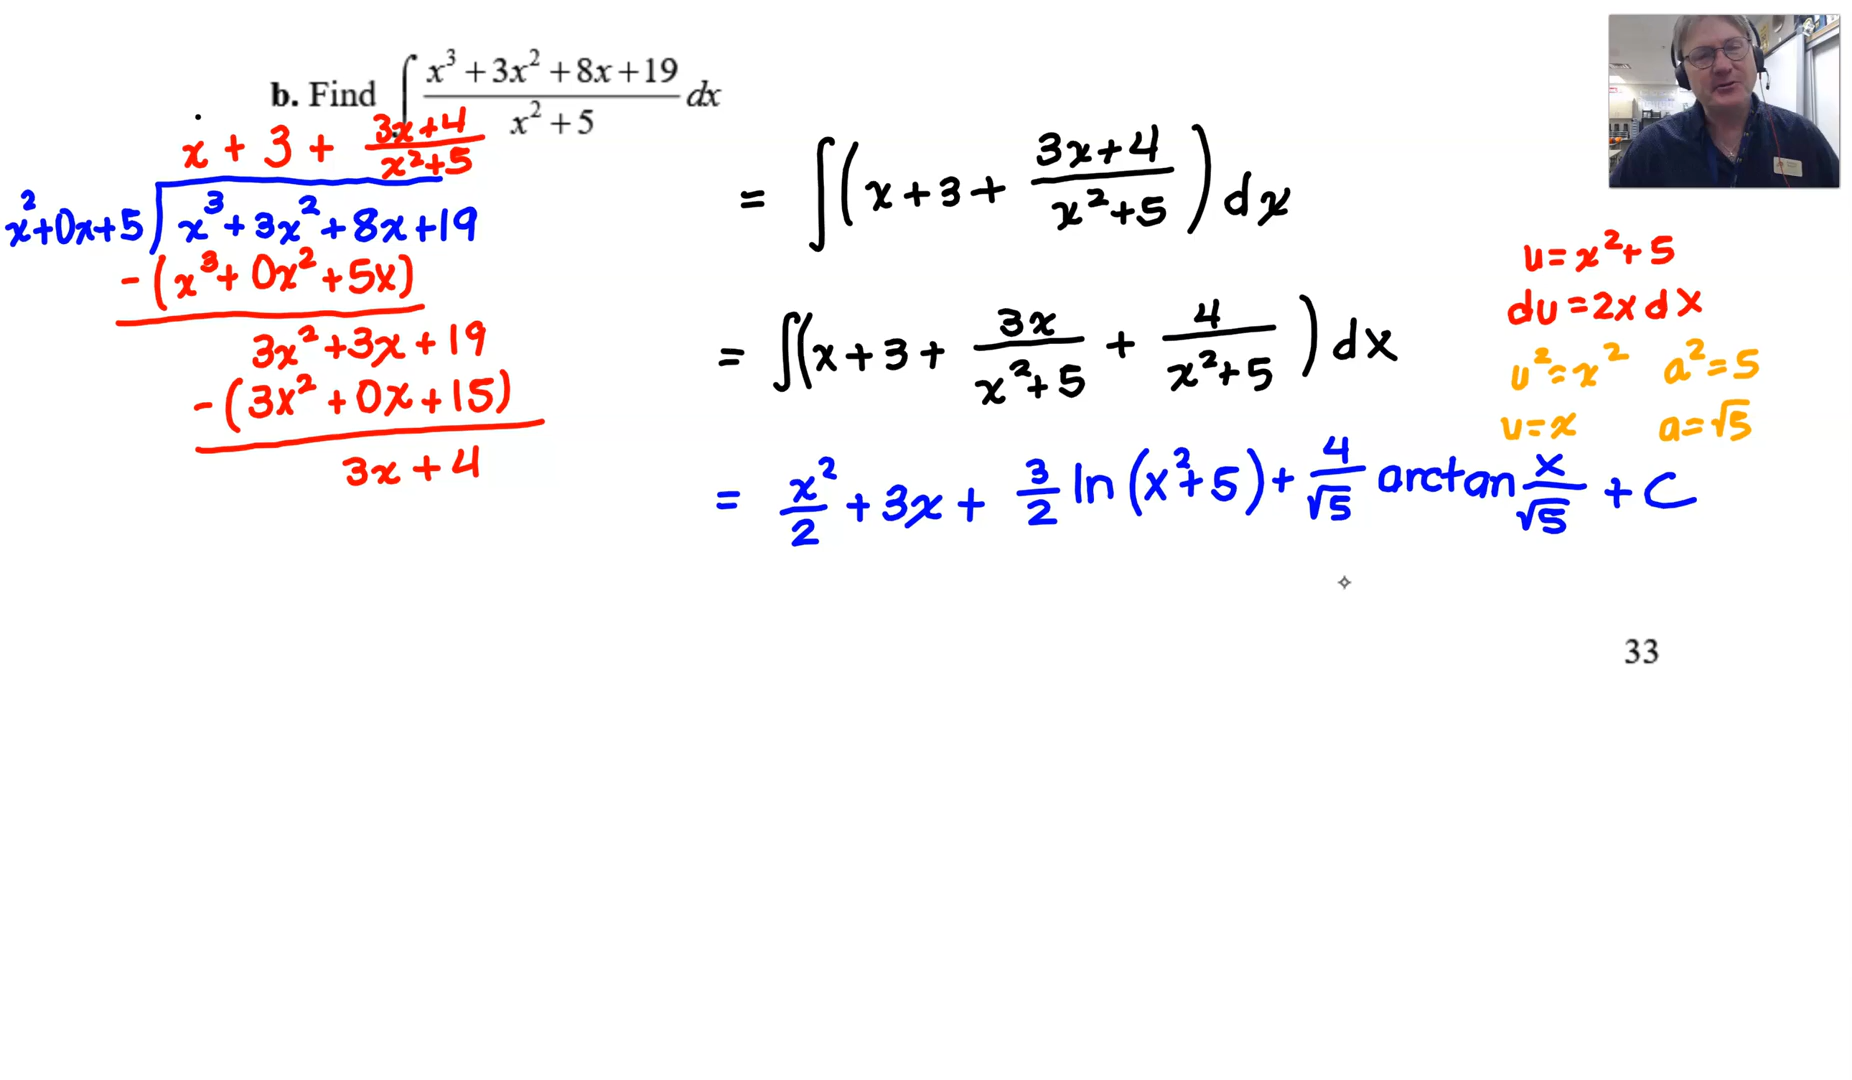 b. Find ∫ (x³ + 3x² + 8x + 19)/(x² + 5) dx
x + 3 + (3x+4)/(x²+5)
x²+0x+5 ) x³ + 3x² + 8x + 19
-(x³ + 0x² + 5x)
3x² + 3x + 19
-(3x² + 0x + 15)
3x + 4
= ∫(x + 3 + (3x+4)/(x²+5)) dx
= ∫(x + 3 + 3x/(x²+5) + 4/(x²+5)) dx
u = x² + 5
du = 2x dx
u² = x² a² = 5
u = x a = √5
= x²/2 + 3x + 3/2 ln(x²+5) + 4/√5 arctan x/√5 + C
33